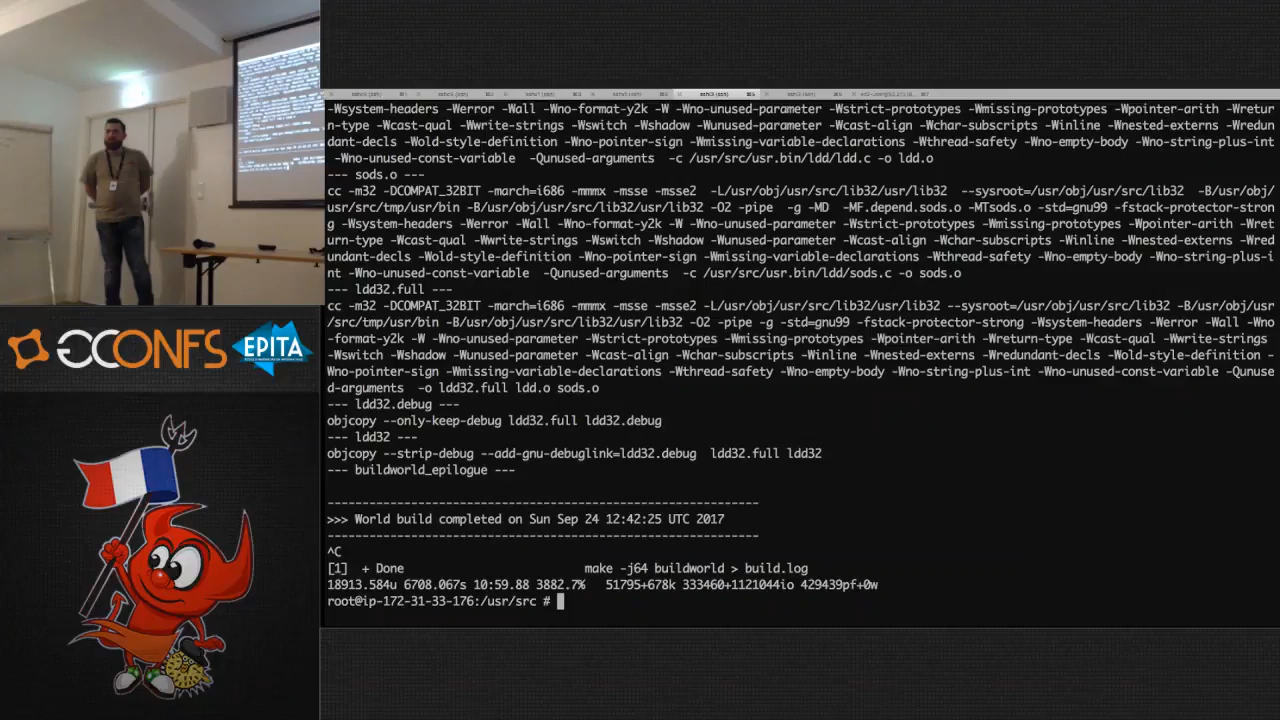 -Wsystem-headers -Werror -Wall -Wno-format-y2k -W -Wno-unused-parameter -Wstrict-prototypes -Wmissing-prototypes -Wpointer-arith -Wretur
n-type -Wcast-qual -Wwrite-strings -Wswitch -Wshadow -Wunused-parameter -Wcast-align -Wchar-subscripts -Winline -Wnested-externs -Wredun
dant-decls -Wold-style-definition -Wno-pointer-sign -Wmissing-variable-declarations -Wthread-safety -Wno-empty-body -Wno-string-plus-int
-Wno-unused-const-variable -Qunused-arguments -c /usr/src/usr.bin/ldd/ldd.c -o ldd.o
--- sods.o ---
cc -m32 -DCOMPAT_32BIT -march=i686 -mmmx -msse -msse2 -L/usr/obj/usr/src/lib32/usr/lib32 --sysroot=/usr/obj/usr/src/lib32 -B/usr/obj/
usr/src/tmp/usr/bin -B/usr/obj/usr/src/lib32/usr/lib32 -O2 -pipe -g -MD -MF.depend.sods.o -MTsods.o -std=gnu99 -fstack-protector-stron
g -Wsystem-headers -Werror -Wall -Wno-format-y2k -W -Wno-unused-parameter -Wstrict-prototypes -Wmissing-prototypes -Wpointer-arith -Wret
urn-type -Wcast-qual -Wwrite-strings -Wswitch -Wshadow -Wunused-parameter -Wcast-align -Wchar-subscripts -Winline -Wnested-externs -Wred
undant-decls -Wold-style-definition -Wno-pointer-sign -Wmissing-variable-declarations -Wthread-safety -Wno-empty-body -Wno-string-plus-i
nt -Wno-unused-const-variable -Qunused-arguments -c /usr/src/usr.bin/ldd/sods.c -o sods.o
--- ldd32.full ---
cc -m32 -DCOMPAT_32BIT -march=i686 -mmmx -msse -msse2 -L/usr/obj/usr/src/lib32/usr/lib32 --sysroot=/usr/obj/usr/src/lib32 -B/usr/obj/usr
/src/tmp/usr/bin -B/usr/obj/usr/src/lib32/usr/lib32 -O2 -pipe -g -std=gnu99 -fstack-protector-strong -Wsystem-headers -Werror -Wall -Wno
-format-y2k -W -Wno-unused-parameter -Wstrict-prototypes -Wmissing-prototypes -Wpointer-arith -Wreturn-type -Wcast-qual -Wwrite-strings
-Wswitch -Wshadow -Wunused-parameter -Wcast-align -Wchar-subscripts -Winline -Wnested-externs -Wredundant-decls -Wold-style-definition -
Wno-pointer-sign -Wmissing-variable-declarations -Wthread-safety -Wno-empty-body -Wno-string-plus-int -Wno-unused-const-variable -Qunuse
d-arguments -o ldd32.full ldd.o sods.o
--- ldd32.debug ---
objcopy --only-keep-debug ldd32.full ldd32.debug
--- ldd32 ---
objcopy --strip-debug --add-gnu-debuglink=ldd32.debug ldd32.full ldd32
--- buildworld_epilogue ---
--------------------------------------------------------------
>>> World build completed on Sun Sep 24 12:42:25 UTC 2017
--------------------------------------------------------------
^C
[1] + Done make -j64 buildworld > build.log
18913.584u 6708.067s 10:59.88 3882.7% 51795+678k 333460+1121044io 429439pf+0w
root@ip-172-31-33-176:/usr/src #
GCONFS
EPITA